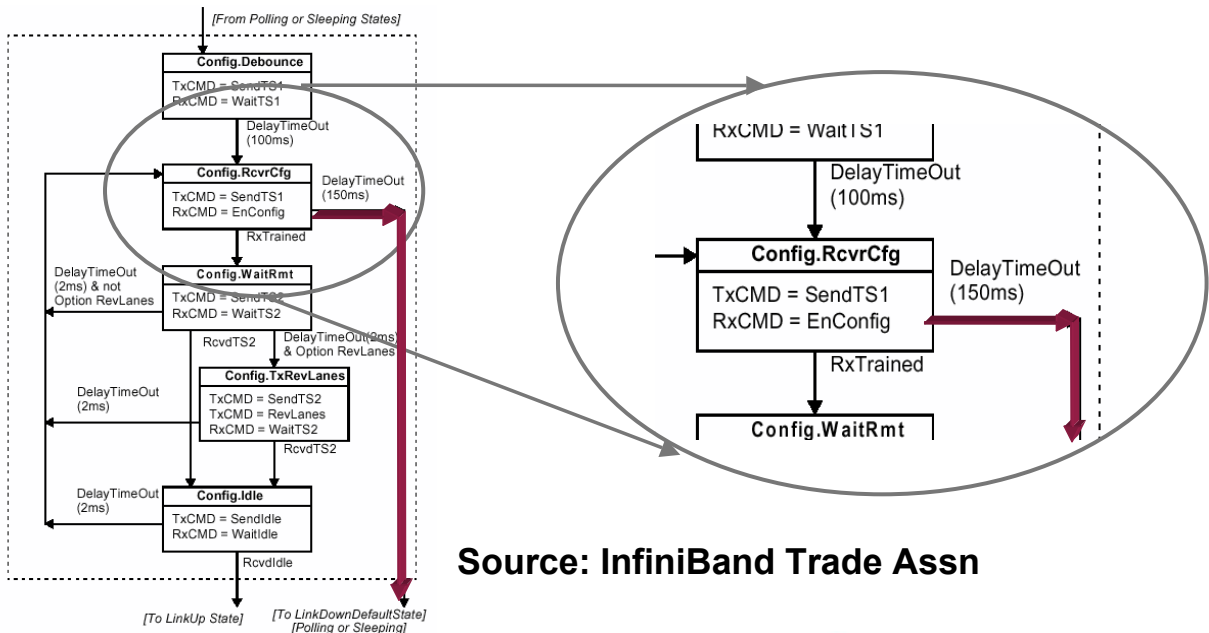 [From Polling or Sleeping States]
Config.Debounce
TxCMD = SendTS1
RxCMD = WaitTS1
DelayTimeOut
(100ms)
Config.RcvrCfg
TxCMD = SendTS1
RxCMD = EnConfig
DelayTimeOut
(150ms)
RxTrained
Config.WaitRmt
TxCMD = SendTS2
RxCMD = WaitTS2
DelayTimeOut
(2ms) & not
Option RevLanes
RcvdTS2
DelayTimeOut(2ms)
& Option RevLanes
Config.TxRevLanes
TxCMD = SendTS2
TxCMD = RevLanes
RxCMD = WaitTS2
DelayTimeOut
(2ms)
RcvdTS2
Config.Idle
TxCMD = SendIdle
RxCMD = WaitIdle
DelayTimeOut
(2ms)
RcvdIdle
[To LinkUp State]
[To LinkDownDefaultState]
[Polling or Sleeping]
RxCMD = WaitTS1
DelayTimeOut
(100ms)
Config.RcvrCfg
TxCMD = SendTS1
RxCMD = EnConfig
DelayTimeOut
(150ms)
RxTrained
Config.WaitRmt
Source: InfiniBand Trade Assn